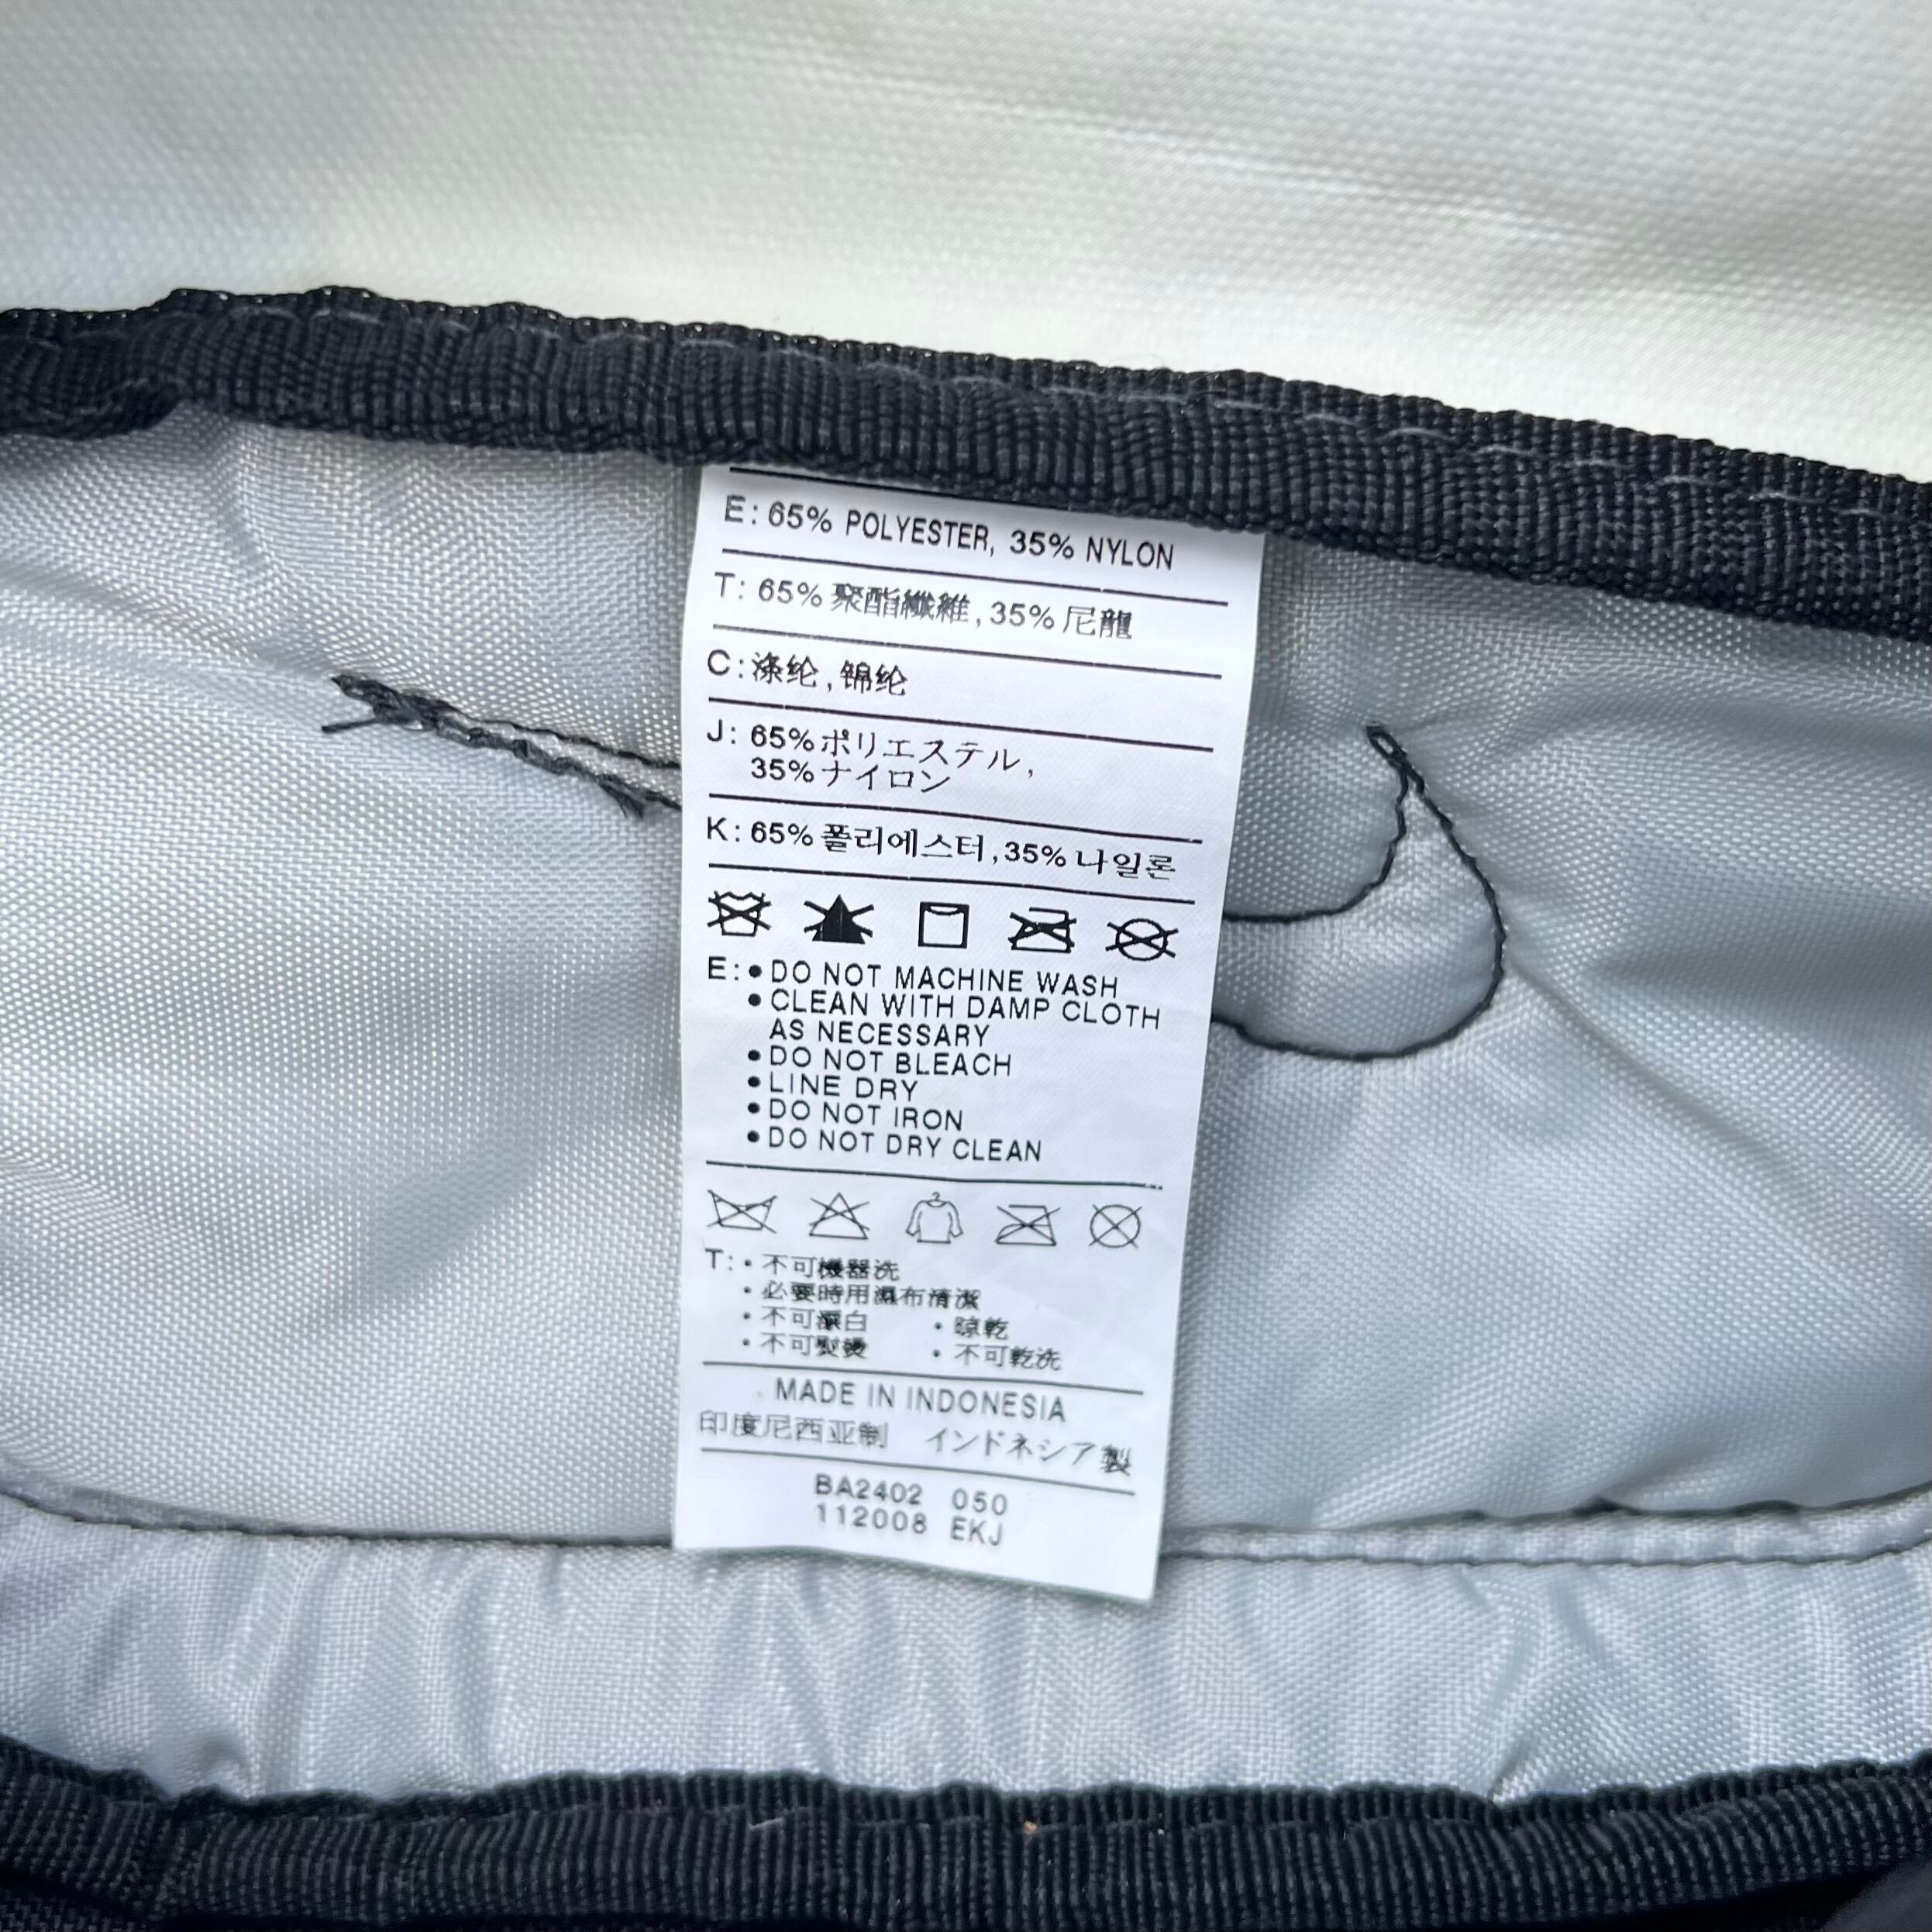 E: 65% POLYESTER, 35% NYLON
T: 65% 聚酯纖維, 35% 尼龍
C: 涤纶, 锦纶
J: 65% ポリエステル,
35% ナイロン
K: 65% 폴리에스터, 35% 나일론
E: • DO NOT MACHINE WASH
• CLEAN WITH DAMP CLOTH
AS NECESSARY
• DO NOT BLEACH
• LINE DRY
• DO NOT IRON
• DO NOT DRY CLEAN
T: • 不可機器洗
• 必要時用濕布清潔
• 不可漂白 • 晾乾
• 不可熨燙 • 不可乾洗
MADE IN INDONESIA
印度尼西亚制 インドネシア製
BA2402 050
112008 EKJ